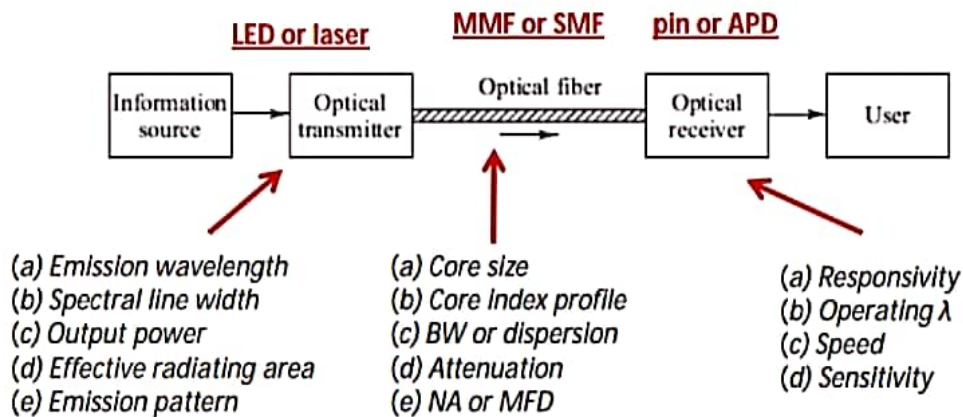 LED or laser
MMF or SMF
pin or APD
Information
source
Optical
transmitter
Optical fiber
Optical
receiver
User
(a) Emission wavelength
(b) Spectral line width
(c) Output power
(d) Effective radiating area
(e) Emission pattern
(a) Core size
(b) Core index profile
(c) BW or dispersion
(d) Attenuation
(e) NA or MFD
(a) Responsivity
(b) Operating λ
(c) Speed
(d) Sensitivity